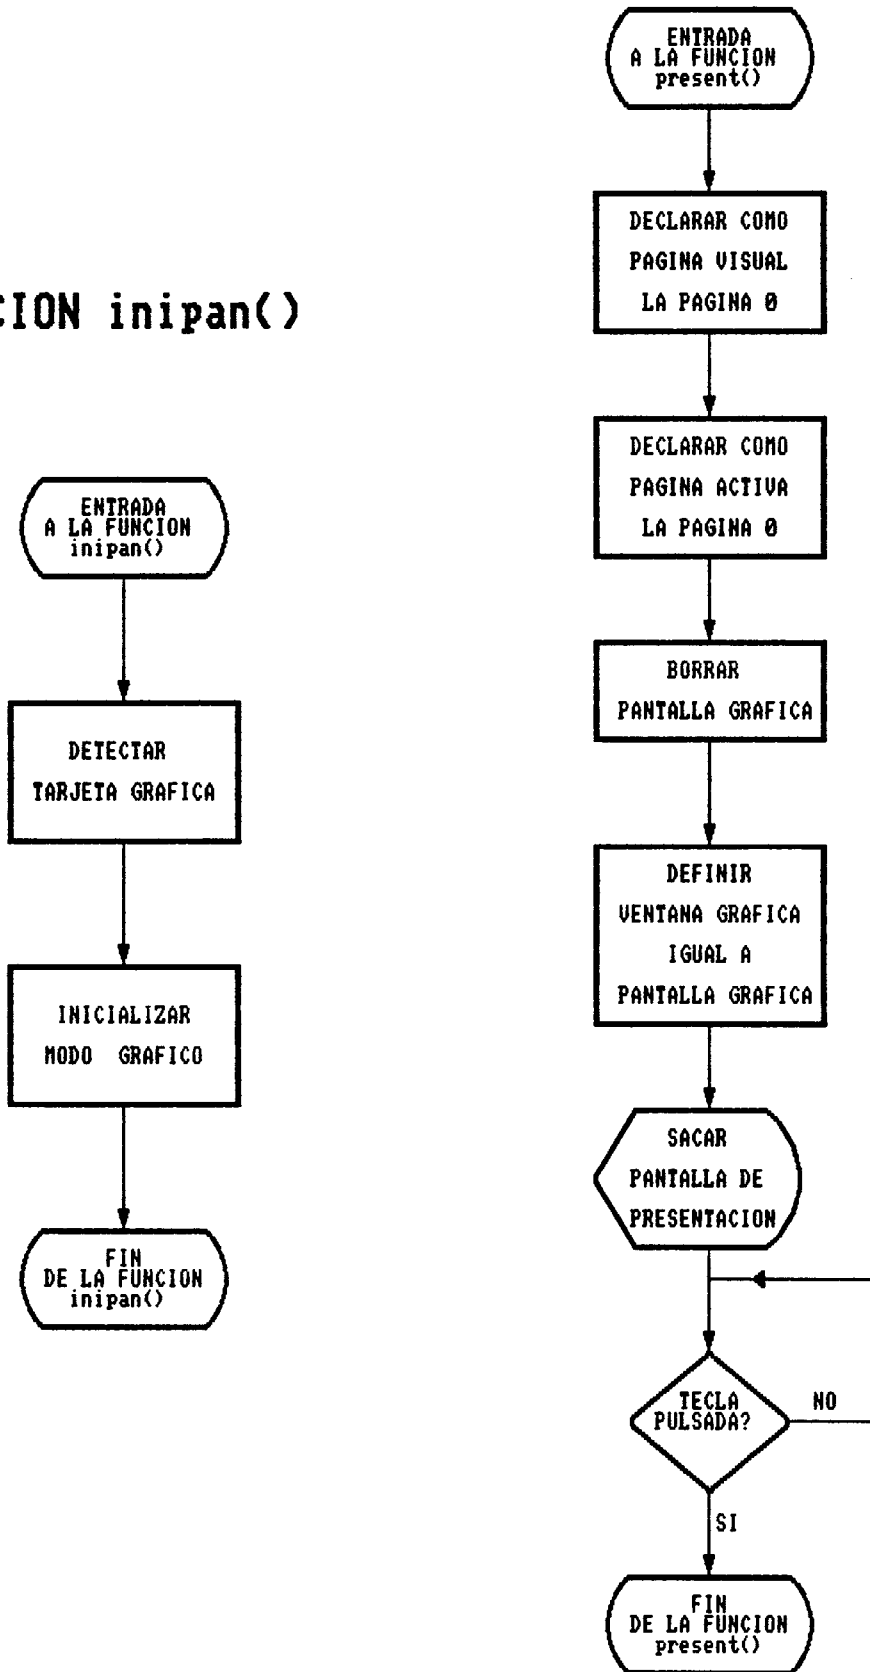 CION inipan()
ENTRADA
A LA FUNCION
inipan()
DETECTAR
TARJETA GRAFICA
INICIALIZAR
MODO GRAFICO
FIN
DE LA FUNCION
inipan()
ENTRADA
A LA FUNCION
present()
DECLARAR COMO
PAGINA VISUAL
LA PAGINA 0
DECLARAR COMO
PAGINA ACTIVA
LA PAGINA 0
BORRAR
PANTALLA GRAFICA
DEFINIR
VENTANA GRAFICA
IGUAL A
PANTALLA GRAFICA
SACAR
PANTALLA DE
PRESENTACION
TECLA
PULSADA?
NO
SI
FIN
DE LA FUNCION
present()